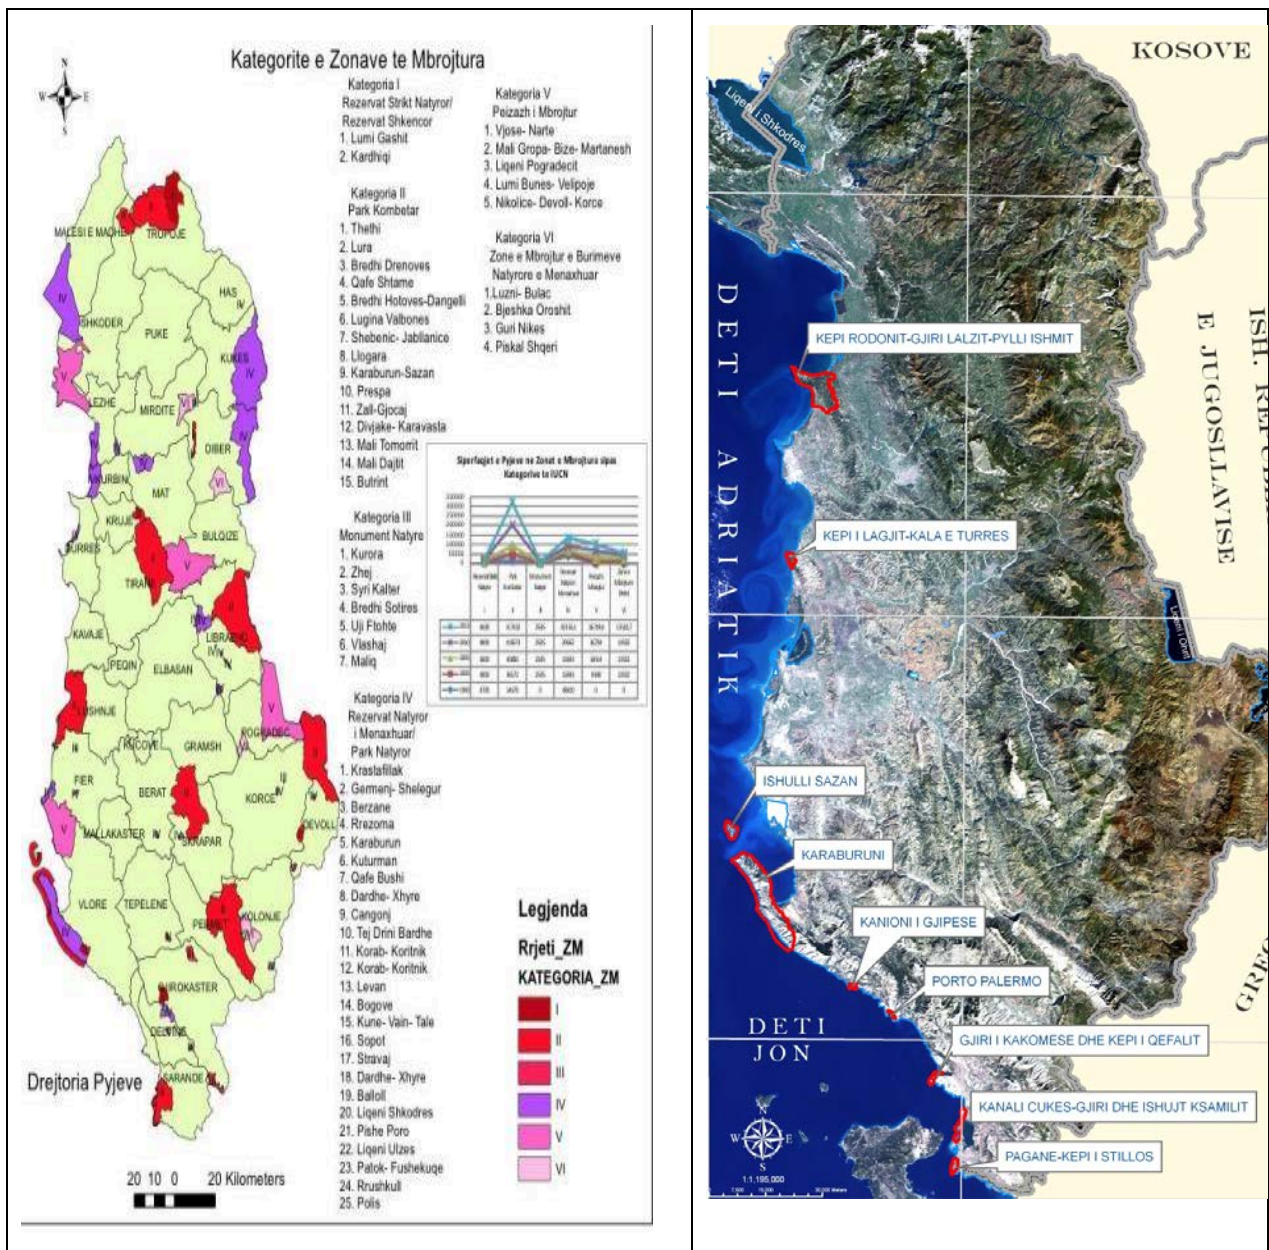 Kategorite e Zonave te Mbrojtura
N
W
E
S
Kategoria I
Rezervat Strikt Natyror/
Rezervat Shkencor
1. Lumi Gashit
2. Kardhiqi
Kategoria II
Park Kombetar
1. Thethi
2. Lura
3. Bredhi Drenoves
4. Qafe Shtame
5. Bredhi Hotoves-Dangelli
6. Lugina Valbones
7. Shebenic- Jabllanice
8. Llogara
9. Karaburun-Sazan
10. Prespa
11. Zall-Gjocaj
12. Divjake- Karavasta
13. Mali Tomorrit
14. Mali Dajtit
15. Butrint
Kategoria III
Monument Natyre
1. Kurora
2. Zhej
3. Syri Kalter
4. Bredhi Sotires
5. Uji Ftohte
6. Vlashaj
7. Maliq
Kategoria IV
Rezervat Natyror
i Menaxhuar/
Park Natyror
1. Krastafillak
2. Germenj- Shelegur
3. Berzane
4. Rrezoma
5. Karaburun
6. Kuturman
7. Qafe Bushi
8. Dardhe- Xhyre
9. Cangonj
10. Tej Drini Bardhe
11. Korab- Koritnik
12. Korab- Koritnik
13. Levan
14. Bogove
15. Kune- Vain- Tale
16. Sopot
17. Stravaj
18. Dardhe- Xhyre
19. Balloll
20. Liqeni Shkodres
21. Pishe Poro
22. Liqeni Ulzes
23. Patok- Fushekuqe
24. Rrushkull
25. Polis
Kategoria V
Peizazh i Mbrojtur
1. Vjose- Narte
2. Mali Gropa- Bize- Martanesh
3. Liqeni Pogradecit
4. Lumi Bunes- Velipoje
5. Nikolice- Devoll- Korce
Kategoria VI
Zone e Mbrojtur e Burimeve
Natyrore e Menaxhuar
1.Luzni- Bulac
2. Bjeshka Oroshit
3. Guri Nikes
4. Piskal Shqeri
Siperfaqjet e Pyjeve ne Zonat e Mbrojtura sipas
Kategorive te IUCN
MALESI E MADHE
TROPOJE
HAS
SHKODER
PUKE
KUKES
LEZHE
MIRDITE
DIBER
KURBIN
MAT
KRUJE
BULQIZE
DURRES
TIRANE
KAVAJE
LIBRAZHD
PEQIN
ELBASAN
LUSHNJE
POGRADEC
KUCOVE
GRAMSH
FIER
BERAT
KORCE
DEVOLL
MALLAKASTER
SKRAPAR
VLORE
TEPELENE
PERMET
KOLONJE
GJIROKASTER
DELVINE
SARANDE
Drejtoria Pyjeve
20 10 0 20 Kilometers
Legjenda
Rrjeti_ZM
KATEGORIA_ZM
I
II
III
IV
V
VI
KOSOVE
Liqeni i Shkodres
ISH.
E JUGOSLLAVISE
DETI ADRIATIK
KEPI RODONIT-GJIRI LALZIT-PYLLI ISHMIT
KEPI I LAGJIT-KALA E TURRES
Liqeni i Ohrit
ISHULLI SAZAN
KARABURUNI
KANIONI I GJIPESE
PORTO PALERMO
DETI
JON
GJIRI I KAKOMESE DHE KEPI I QEFALIT
KANALI CUKES-GJIRI DHE ISHUJT KSAMILIT
PAGANE-KEPI I STILLOS
N
W
E
S
1:1,195,000